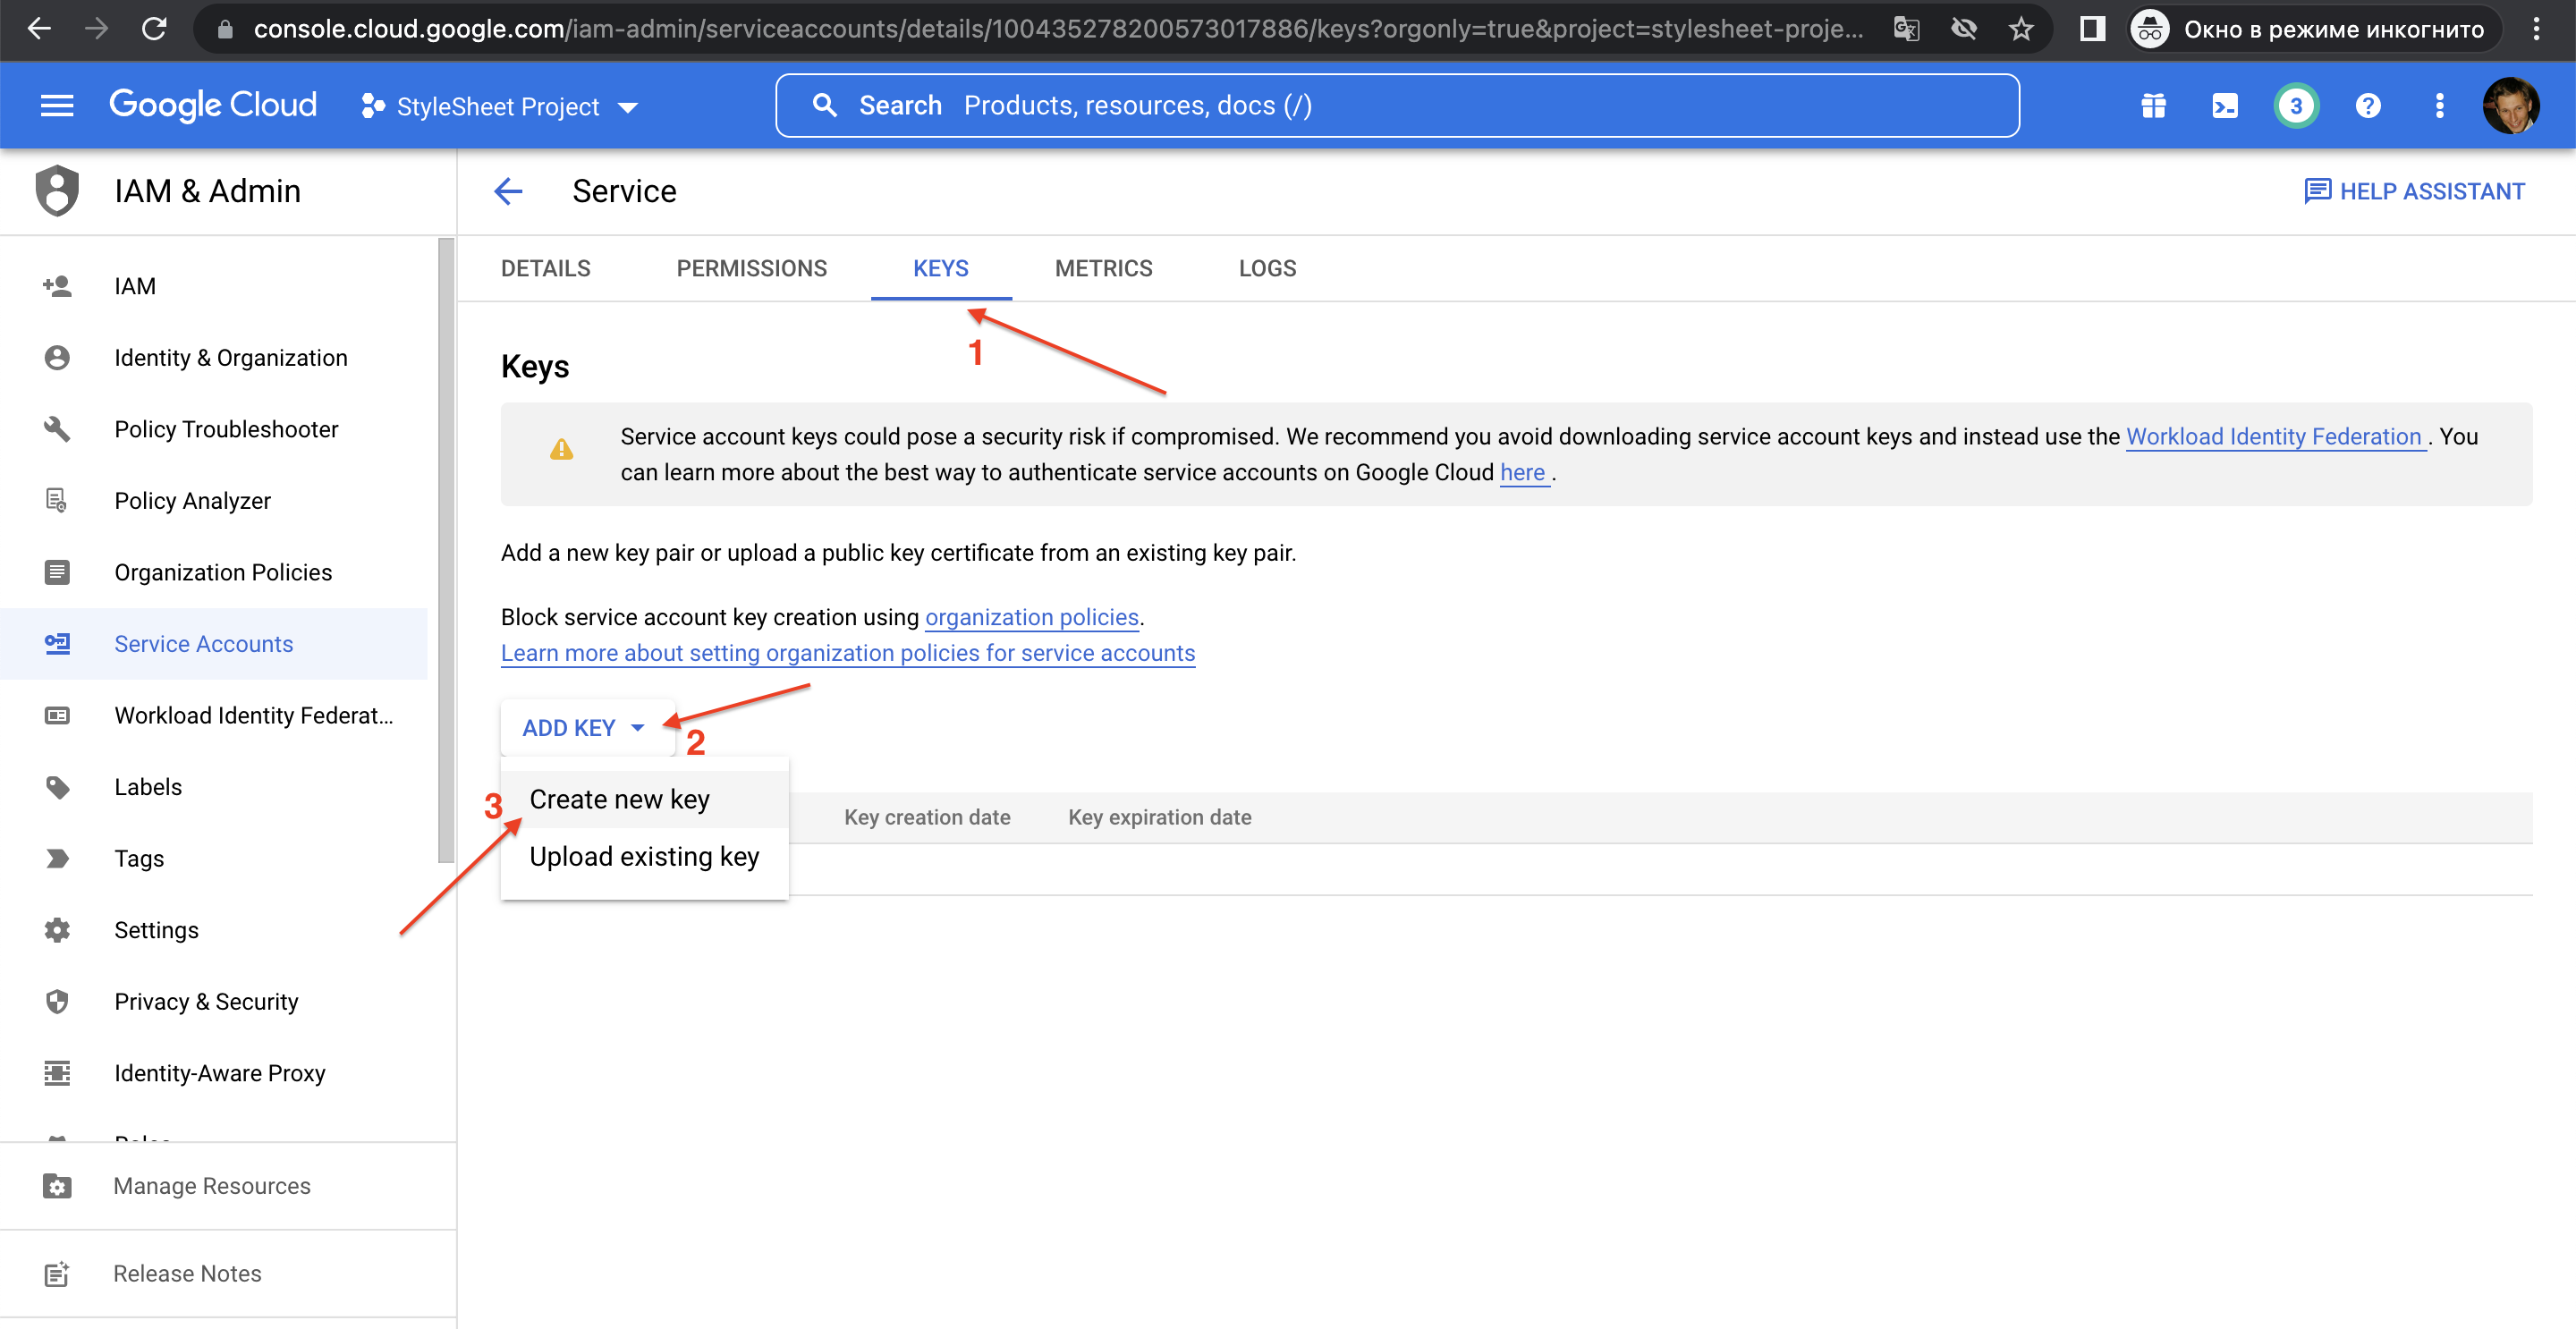 console.cloud.google.com/iam-admin/serviceaccounts/details/100435278200573017886/keys?orgonly=true&project=stylesheet-proje...
Окно в режиме инкогнито
Google Cloud
StyleSheet Project
Search Products, resources, docs (/)
3
IAM & Admin
Service
HELP ASSISTANT
DETAILS
PERMISSIONS
KEYS
METRICS
LOGS
IAM
Identity & Organization
Policy Troubleshooter
Policy Analyzer
Organization Policies
Service Accounts
Workload Identity Federat...
Labels
Tags
Settings
Privacy & Security
Identity-Aware Proxy
Manage Resources
Release Notes
1
Keys
Service account keys could pose a security risk if compromised. We recommend you avoid downloading service account keys and instead use the Workload Identity Federation . You
can learn more about the best way to authenticate service accounts on Google Cloud here .
Add a new key pair or upload a public key certificate from an existing key pair.
Block service account key creation using organization policies.
Learn more about setting organization policies for service accounts
ADD KEY
2
3
Create new key
Upload existing key
Key creation date
Key expiration date